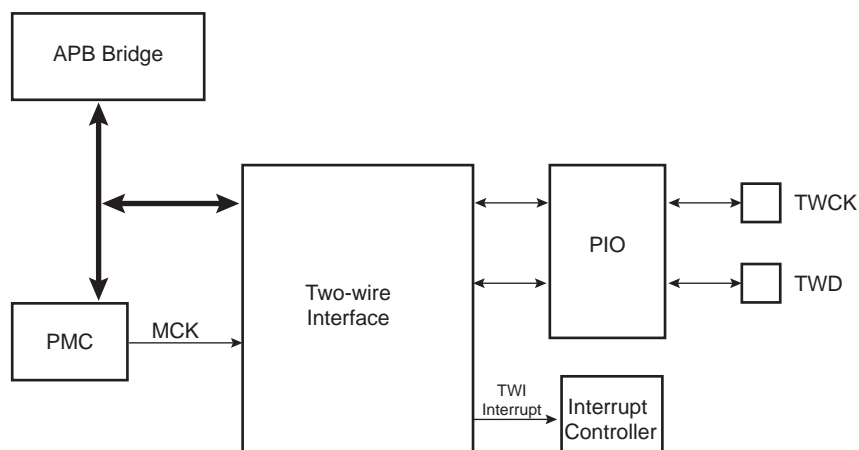 APB Bridge
TWCK
PIO
TWD
Two-wire
Interface
MCK
PMC
TWI
Interrupt
Interrupt
Controller